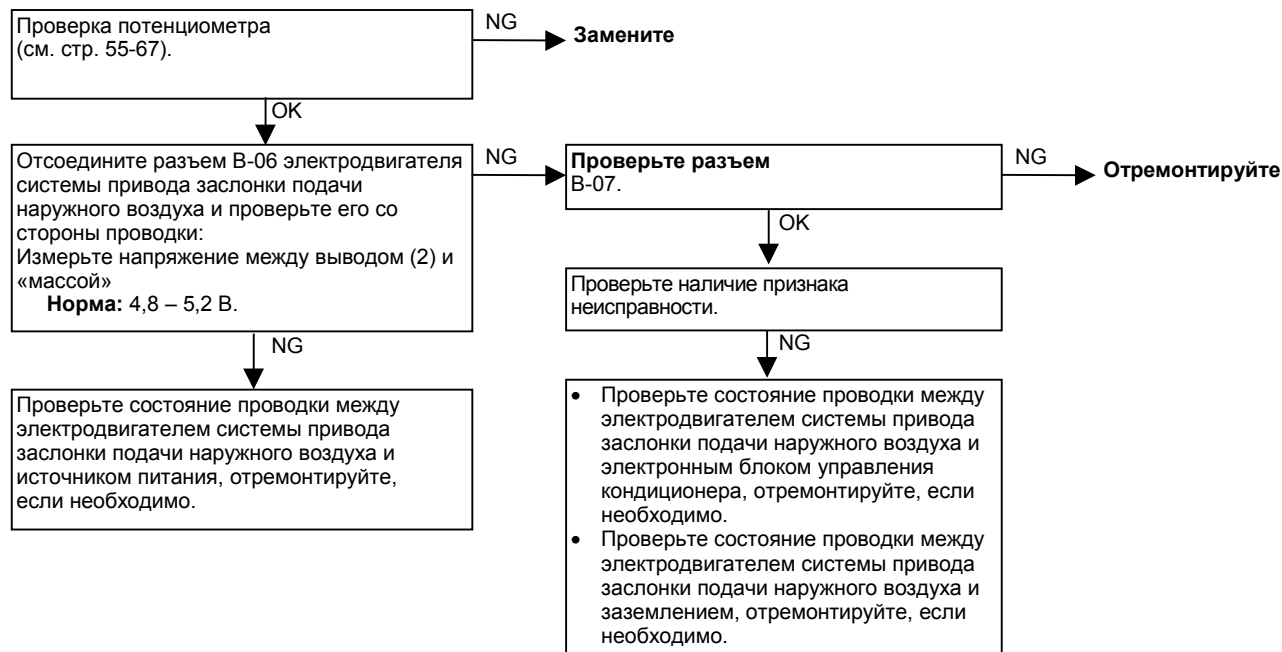 Проверка потенциометра
(см. стр. 55-67).
NG
Замените
OK
Отсоедините разъем В-06 электродвигателя
системы привода заслонки подачи
наружного воздуха и проверьте его со
стороны проводки:
Измерьте напряжение между выводом (2) и
«массой»
Норма: 4,8 – 5,2 В.
NG
Проверьте разъем
В-07.
NG
Отремонтируйте
OK
Проверьте наличие признака
неисправности.
NG
NG
Проверьте состояние проводки между
электродвигателем системы привода
заслонки подачи наружного воздуха и
источником питания, отремонтируйте,
если необходимо.
• Проверьте состояние проводки между
электродвигателем системы привода
заслонки подачи наружного воздуха и
электронным блоком управления
кондиционера, отремонтируйте, если
необходимо.
• Проверьте состояние проводки между
электродвигателем системы привода
заслонки подачи наружного воздуха и
заземлением, отремонтируйте, если
необходимо.